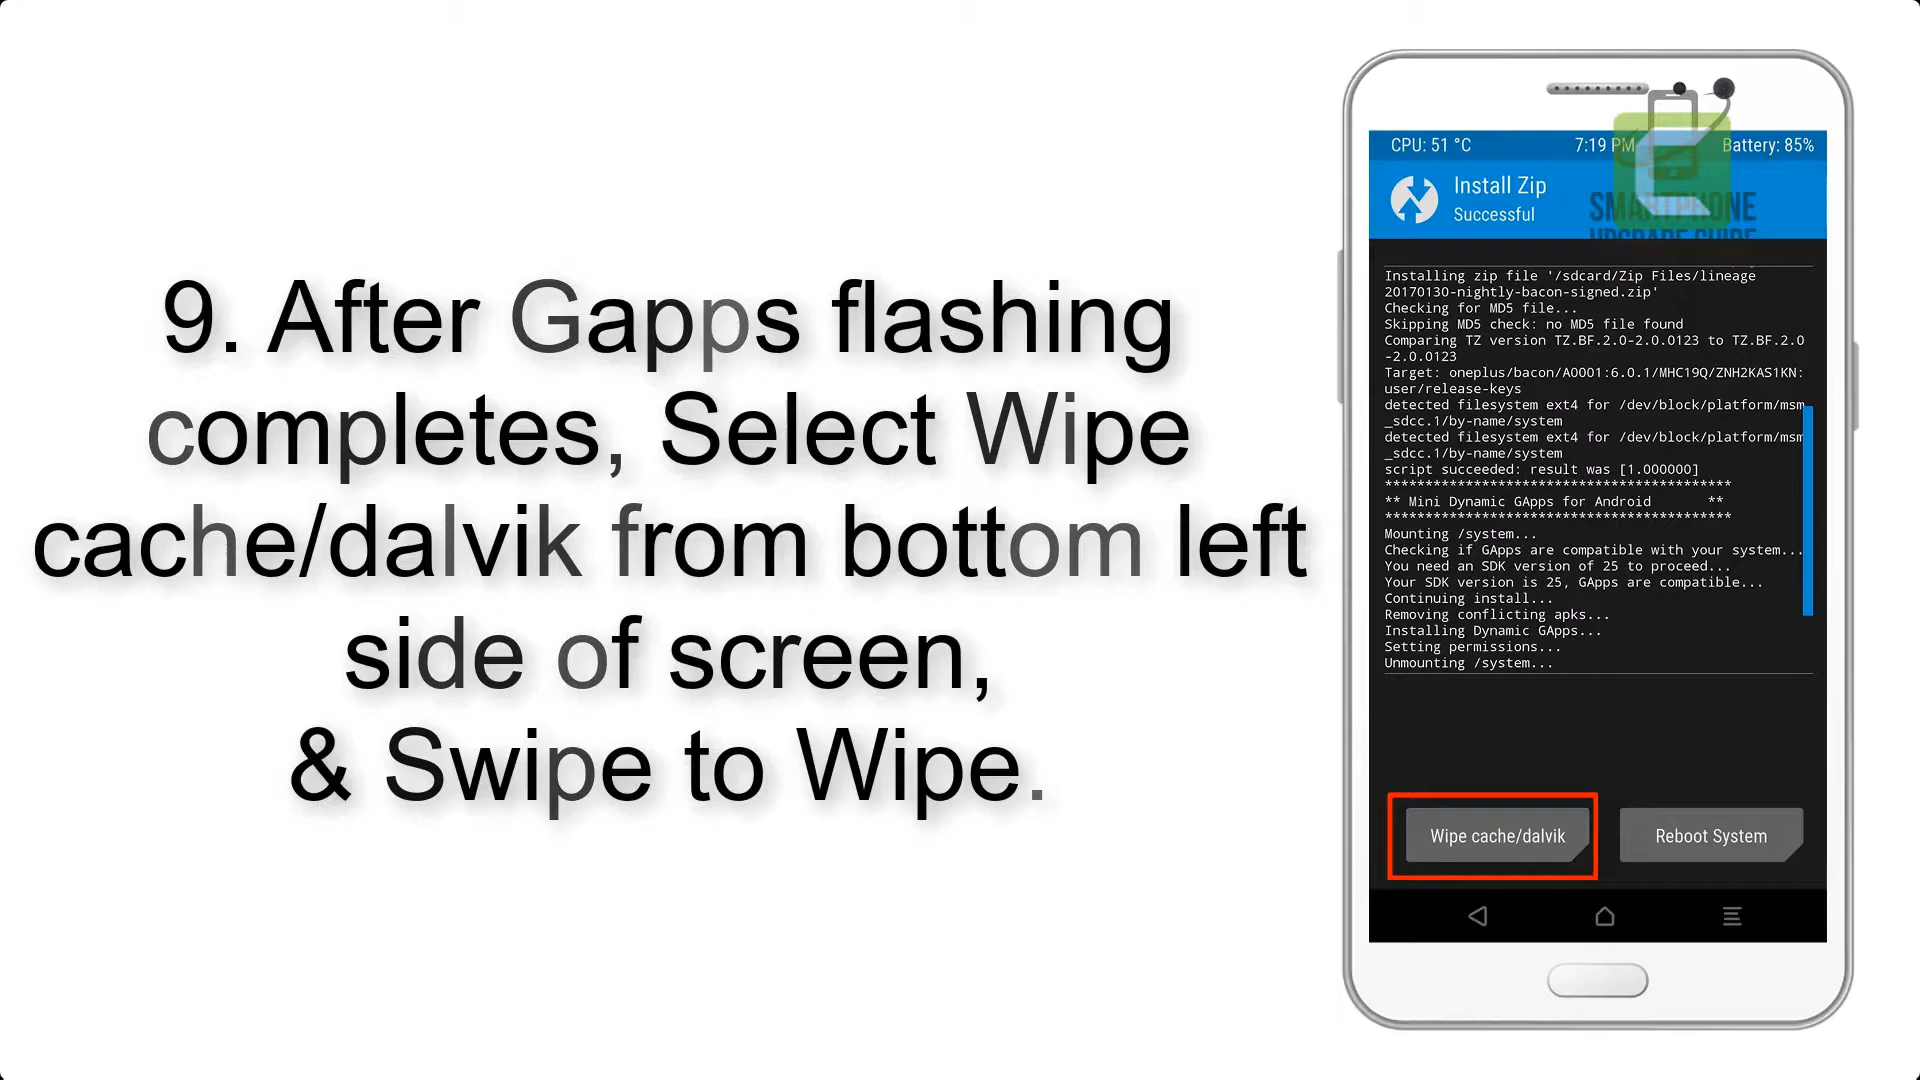 9. After Gapps flashing
completes, Select Wipe
cache/dalvik from bottom left
side of screen,
& Swipe to Wipe.
CPU: 51 °C 7:19 PM Battery: 85%
Install Zip
Successful
SMARTPHONE
UPGRADE GUIDE
Installing zip file '/sdcard/Zip Files/lineage
20170130-nightly-bacon-signed.zip'
Checking for MD5 file...
Skipping MD5 check: no MD5 file found
Comparing TZ version TZ.BF.2.0-2.0.0123 to TZ.BF.2.0
-2.0.0123
Target: oneplus/bacon/A0001:6.0.1/MHC19Q/ZNH2KAS1KN:
user/release-keys
detected filesystem ext4 for /dev/block/platform/msm
_sdcc.1/by-name/system
detected filesystem ext4 for /dev/block/platform/msm
_sdcc.1/by-name/system
script succeeded: result was [1.000000]
*******************************************
** Mini Dynamic GApps for Android **
*******************************************
Mounting /system...
Checking if GApps are compatible with your system...
You need an SDK version of 25 to proceed...
Your SDK version is 25, GApps are compatible...
Continuing install...
Removing conflicting apks...
Installing Dynamic GApps...
Setting permissions...
Unmounting /system...
Wipe cache/dalvik Reboot System